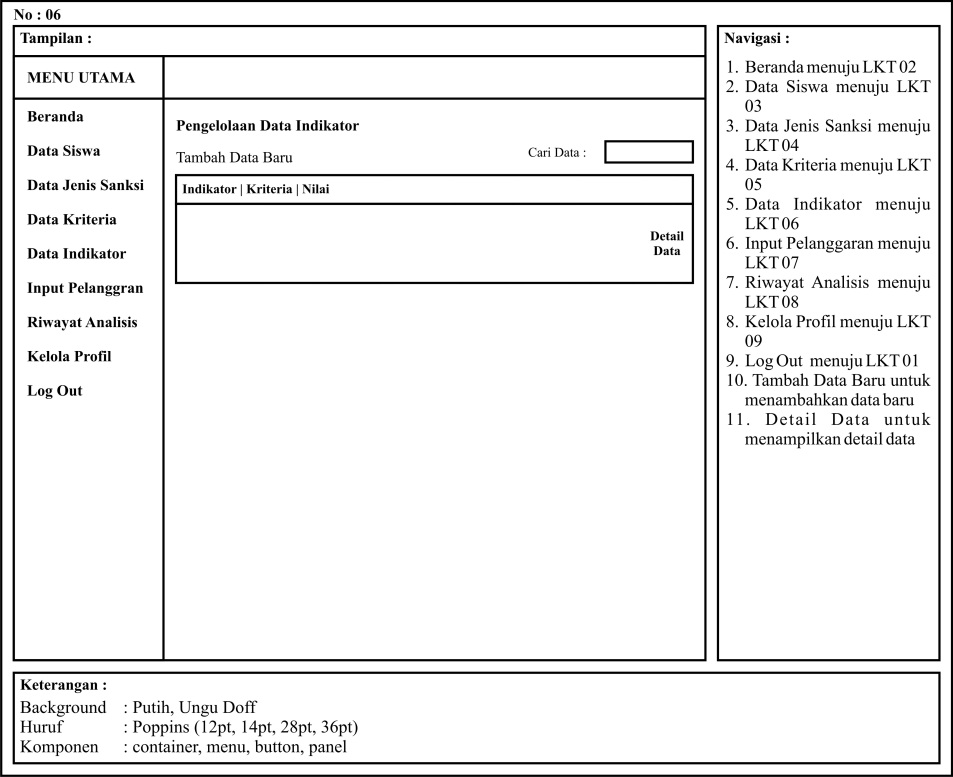 No : 06
Tampilan :
MENU UTAMA
Beranda
Data Siswa
Data Jenis Sanksi
Data Kriteria
Data Indikator
Input Pelanggran
Riwayat Analisis
Kelola Profil
Log Out
Pengelolaan Data Indikator
Tambah Data Baru
Cari Data :
Indikator | Kriteria | Nilai
Detail
Data
Navigasi :
1. Beranda menuju LKT 02
2. Data Siswa menuju LKT
03
3. Data Jenis Sanksi menuju
LKT 04
4. Data Kriteria menuju LKT
05
5. Data Indikator menuju
LKT 06
6. Input Pelanggaran menuju
LKT 07
7. Riwayat Analisis menuju
LKT 08
8. Kelola Profil menuju LKT
09
9. Log Out menuju LKT 01
10. Tambah Data Baru untuk
menambahkan data baru
11. Detail Data untuk
menampilkan detail data
Keterangan :
Background : Putih, Ungu Doff
Huruf : Poppins (12pt, 14pt, 28pt, 36pt)
Komponen : container, menu, button, panel